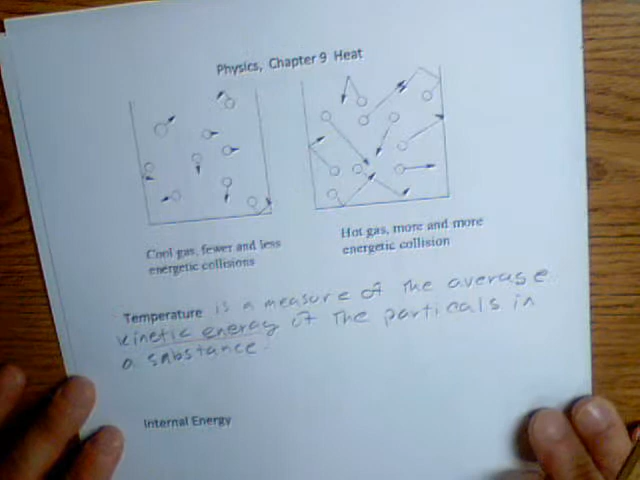 Physics, Chapter 9 Heat
Cool gas, fewer and less
energetic collisions
Hot gas, more and more
energetic collision
Temperature is a measure of the average
kinetic energy of the particals in
a substance.
Internal Energy